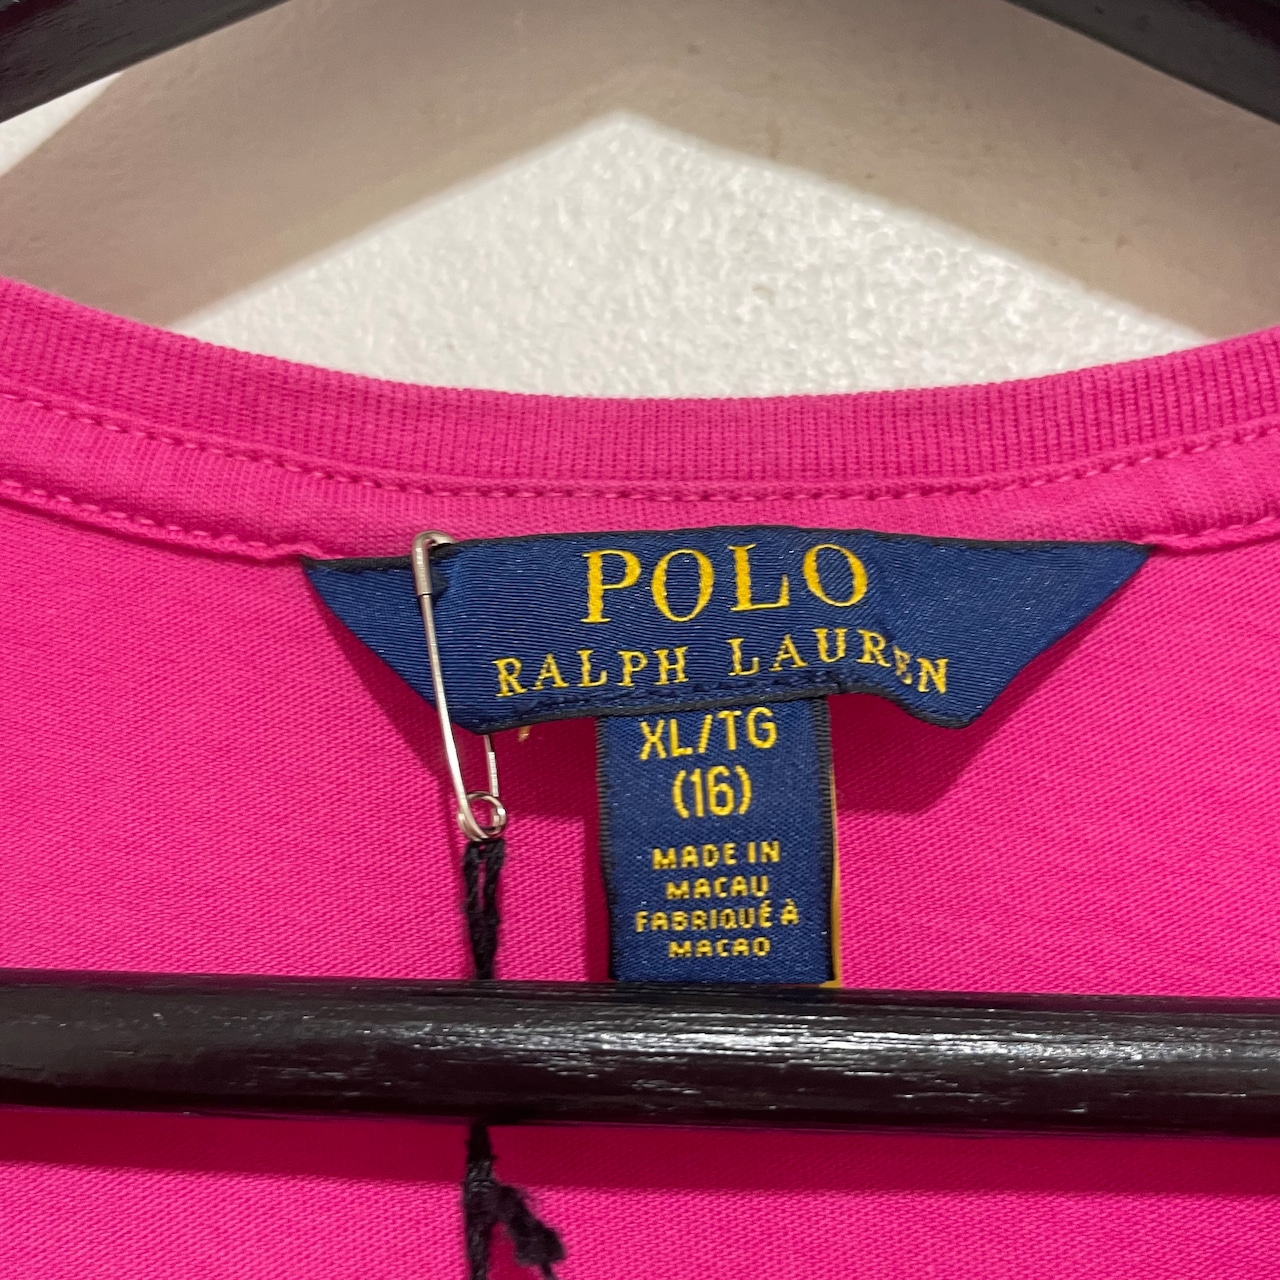 POLO
RALPH LAUREN
XL/TG
(16)
MADE IN
MACAU
FABRIQUÉ À
MACAO